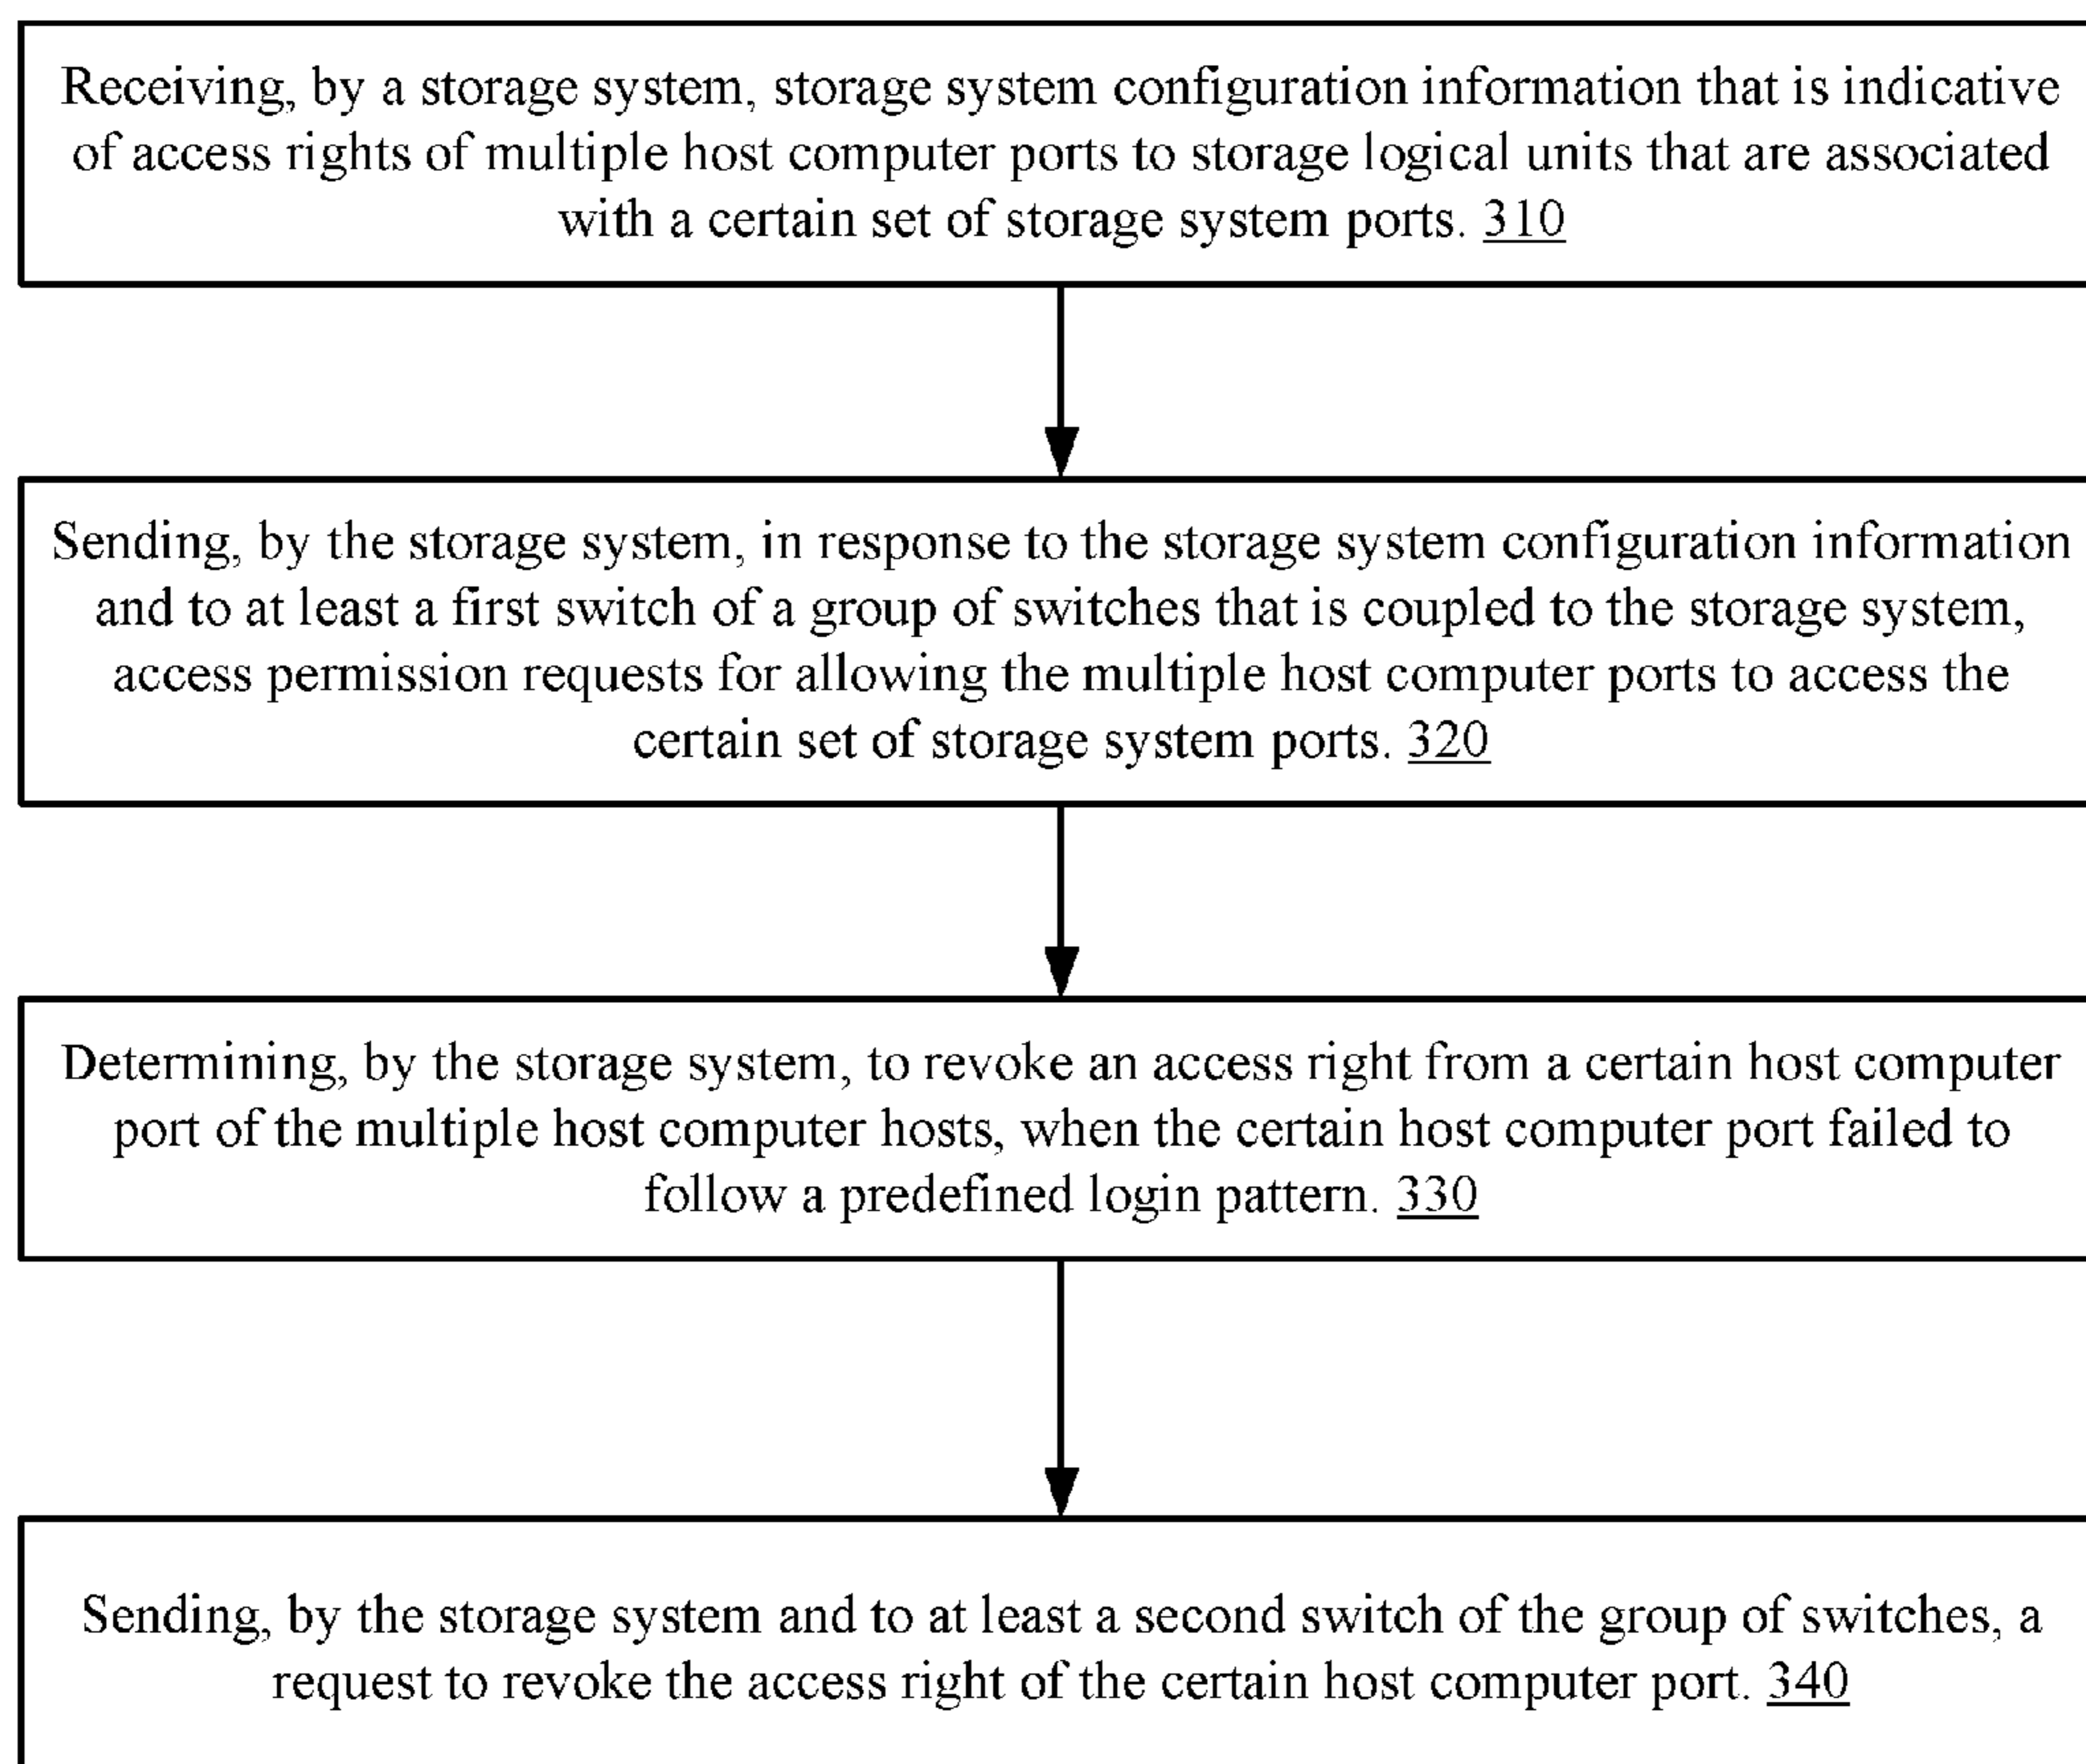 Receiving, by a storage system, storage system configuration information that is indicative
of access rights of multiple host computer ports to storage logical units that are associated
with a certain set of storage system ports. 310
Sending, by the storage system, in response to the storage system configuration information
and to at least a first switch of a group of switches that is coupled to the storage system,
access permission requests for allowing the multiple host computer ports to access the
certain set of storage system ports. 320
Determining, by the storage system, to revoke an access right from a certain host computer
port of the multiple host computer hosts, when the certain host computer port failed to
follow a predefined login pattern. 330
Sending, by the storage system and to at least a second switch of the group of switches, a
request to revoke the access right of the certain host computer port. 340